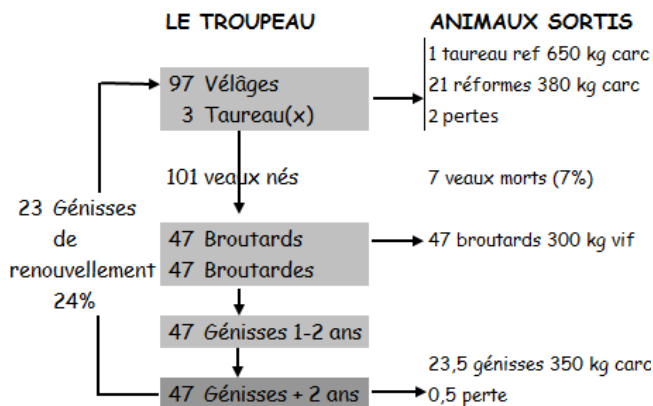 LE TROUPEAU
ANIMAUX SORTIS
97 Vélâges
3 Taureau(x)
1 taureau ref 650 kg carc
21 réformes 380 kg carc
2 pertes
101 veaux nés
7 veaux morts (7%)
23 Génisses
de
renouvellement
24%
47 Broutards
47 Broutardes
47 broutards 300 kg vif
47 Génisses 1-2 ans
47 Génisses + 2 ans
23,5 génisses 350 kg carc
0,5 perte